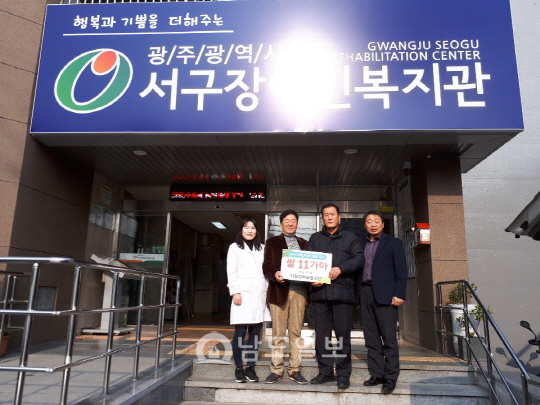 행복과 기쁨을 더해주는
광/주/광/역/시
GWANGJU SEOGU
REHABILITATION CENTER
서구장애인복지관
쌀 11가마
남도일보